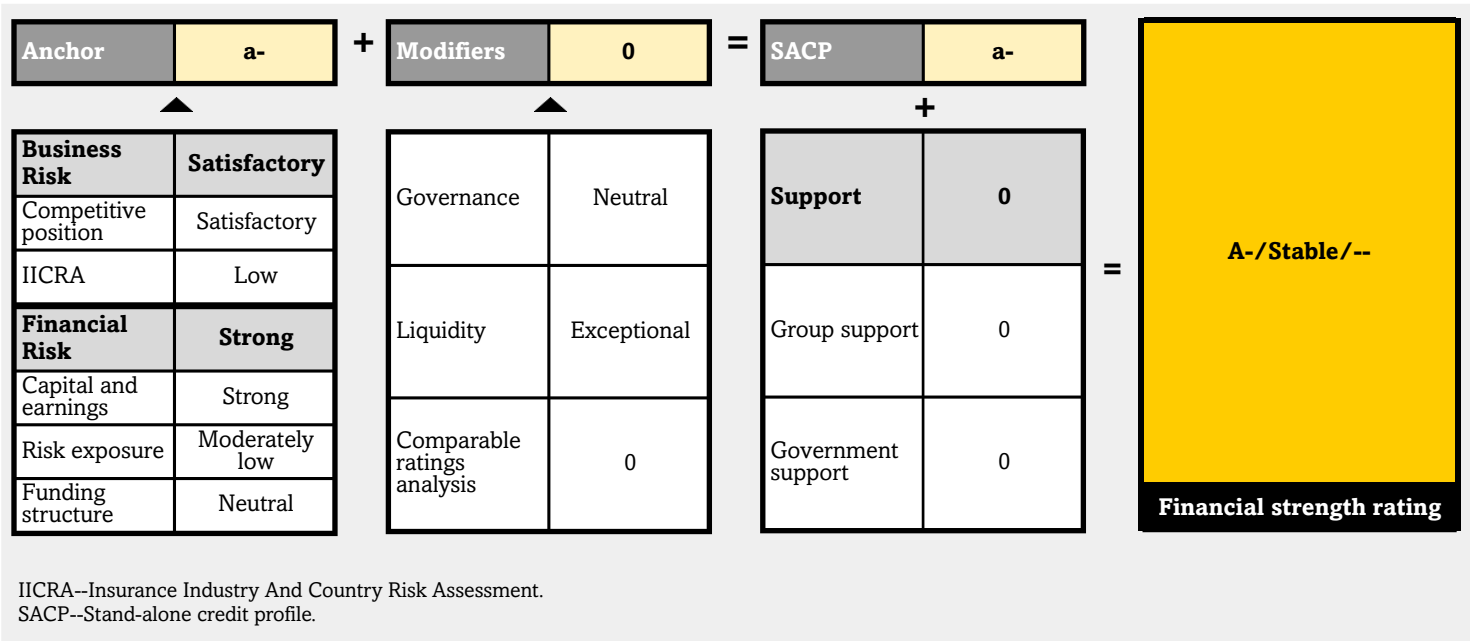 Anchor a- + Modifiers 0 = SACP a-
+
Business
Risk
Satisfactory
Competitive
position
Satisfactory
IICRA
Low
Financial
Risk
Strong
Capital and
earnings
Strong
Risk exposure
Moderately
low
Funding
structure
Neutral
Governance
Neutral
Liquidity
Exceptional
Comparable
ratings
analysis
0
Support
0
Group support
0
Government
support
0
=
A-/Stable/--
Financial strength rating
IICRA--Insurance Industry And Country Risk Assessment.
SACP--Stand-alone credit profile.